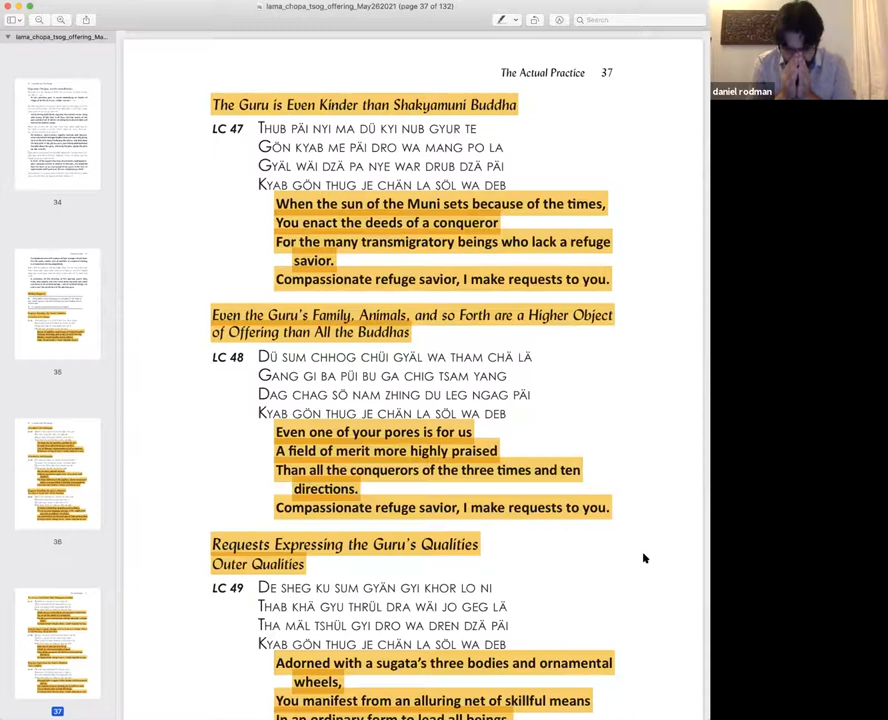 lama_chopa_tsog_offering_May262021 (page 37 of 132)
Search
lama_chopa_tsog_offering_Ma...
daniel rodman
34
35
36
37
The Actual Practice 37
The Guru is Even Kinder than Shakyamuni Buddha
LC 47 THUB PÄI NYI MA DÜ KYI NUB GYUR TE
GÖN KYAB ME PÄI DRO WA MANG PO LA
GYÄL WÄI DZÄ PA NYE WAR DRUB DZÄ PÄI
KYAB GÖN THUG JE CHÄN LA SÖL WA DEB
When the sun of the Muni sets because of the times,
You enact the deeds of a conqueror
For the many transmigratory beings who lack a refuge
savior.
Compassionate refuge savior, I make requests to you.
Even the Guru's Family, Animals, and so Forth are a Higher Object
of Offering than All the Buddhas
LC 48 DÜ SUM CHHOG CHÜI GYÄL WA THAM CHÄ LÄ
GANG GI BA PÜI BU GA CHIG TSAM YANG
DAG CHAG SÖ NAM ZHING DU LEG NGAG PÄI
KYAB GÖN THUG JE CHÄN LA SÖL WA DEB
Even one of your pores is for us
A field of merit more highly praised
Than all the conquerors of the three times and ten
directions.
Compassionate refuge savior, I make requests to you.
Requests Expressing the Guru's Qualities
Outer Qualities
LC 49 DE SHEG KU SUM GYÄN GYI KHOR LO NI
THAB KHÄ GYU THRÜL DRA WÄI JO GEG LÄ
THA MÄL TSHÜL GYI DRO WA DREN DZÄ PÄI
KYAB GÖN THUG JE CHÄN LA SÖL WA DEB
Adorned with a sugata's three bodies and ornamental
wheels,
You manifest from an alluring net of skillful means
In an ordinary form to lead all beings.